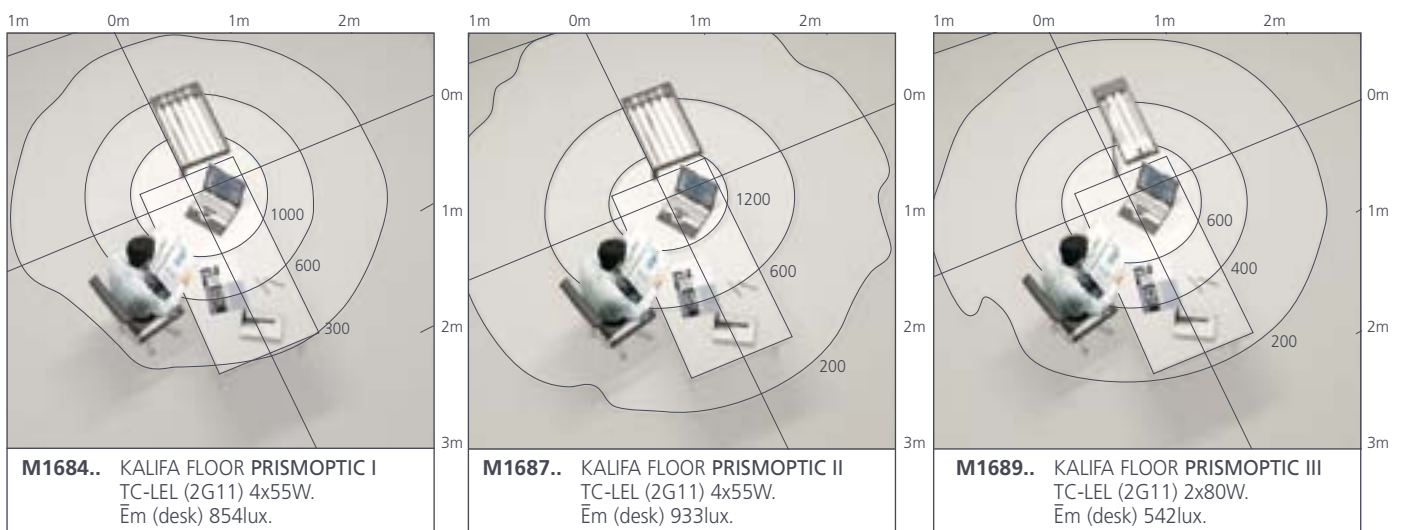 1m 0m 1m 2m
1m 0m 1m 2m
1m 0m 1m 2m
0m
1m
2m
3m
0m
1m
2m
3m
0m
1m
2m
3m
1000
600
300
1200
600
200
600
400
200
M1684.. KALIFA FLOOR PRISMOPTIC I
TC-LEL (2G11) 4x55W.
Ēm (desk) 854lux.
M1687.. KALIFA FLOOR PRISMOPTIC II
TC-LEL (2G11) 4x55W.
Ēm (desk) 933lux.
M1689.. KALIFA FLOOR PRISMOPTIC III
TC-LEL (2G11) 2x80W.
Ēm (desk) 542lux.